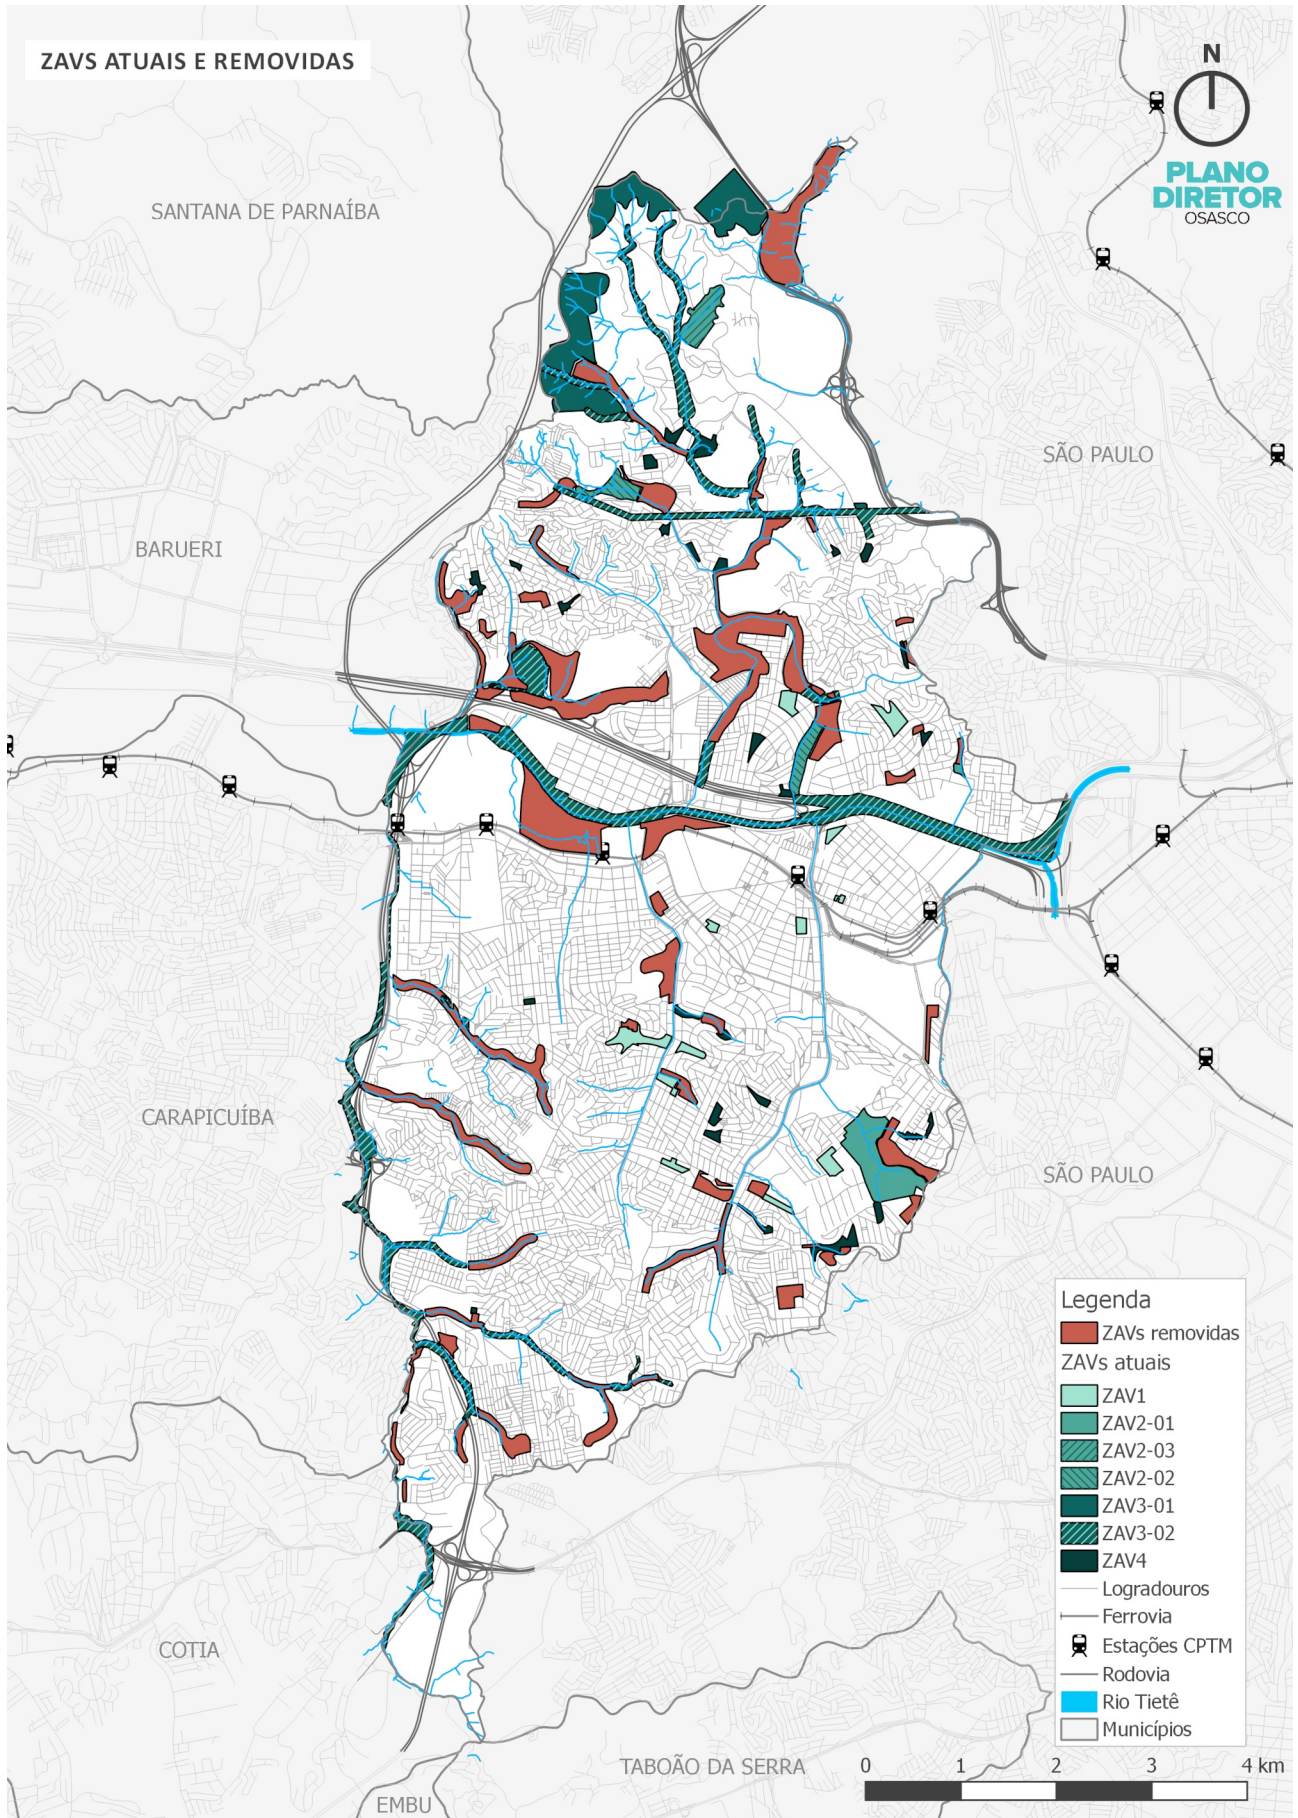 ZAVS ATUAIS E REMOVIDAS
N
PLANO
DIRETOR
OSASCO
SANTANA DE PARNAÍBA
SÃO PAULO
BARUERI
CARAPICUÍBA
SÃO PAULO
COTIA
TABOÃO DA SERRA
EMBU
Legenda
ZAVs removidas
ZAVs atuais
ZAV1
ZAV2-01
ZAV2-03
ZAV2-02
ZAV3-01
ZAV3-02
ZAV4
Logradouros
Ferrovia
Estações CPTM
Rodovia
Rio Tietê
Municípios
0 1 2 3 4 km